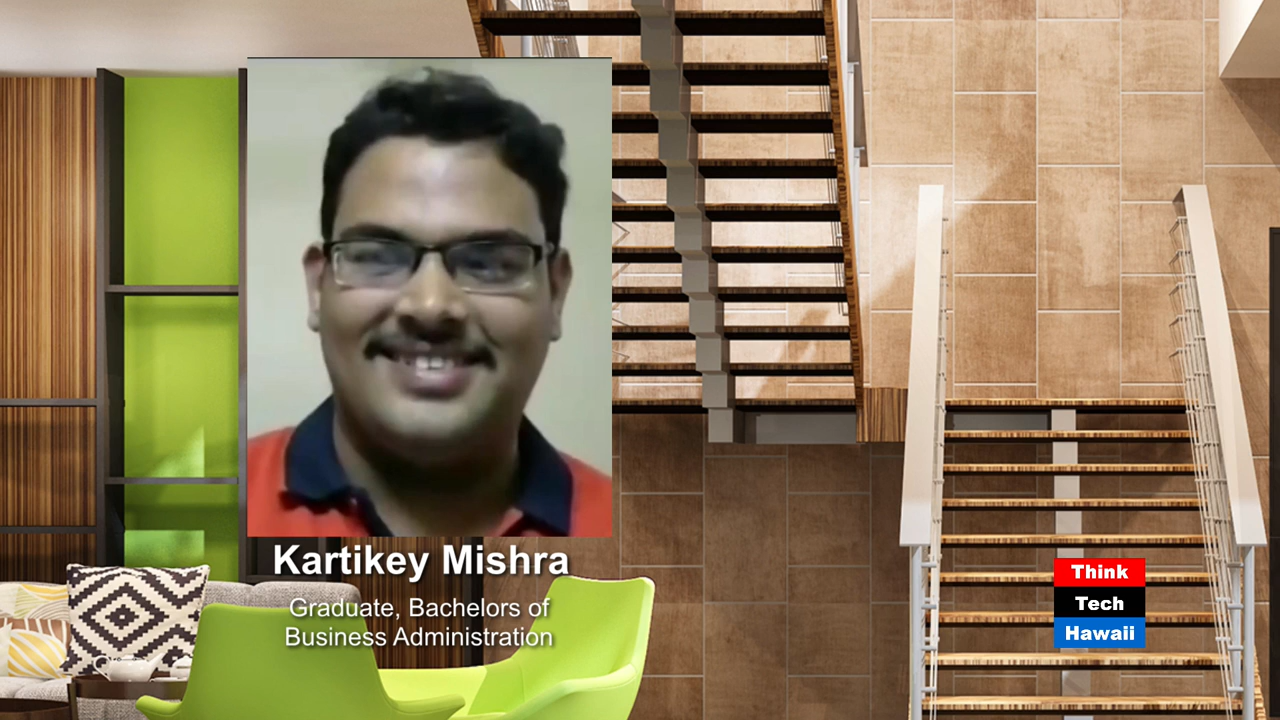 Kartikey Mishra
Graduate, Bachelors of
Business Administration
Think
Tech
Hawaii